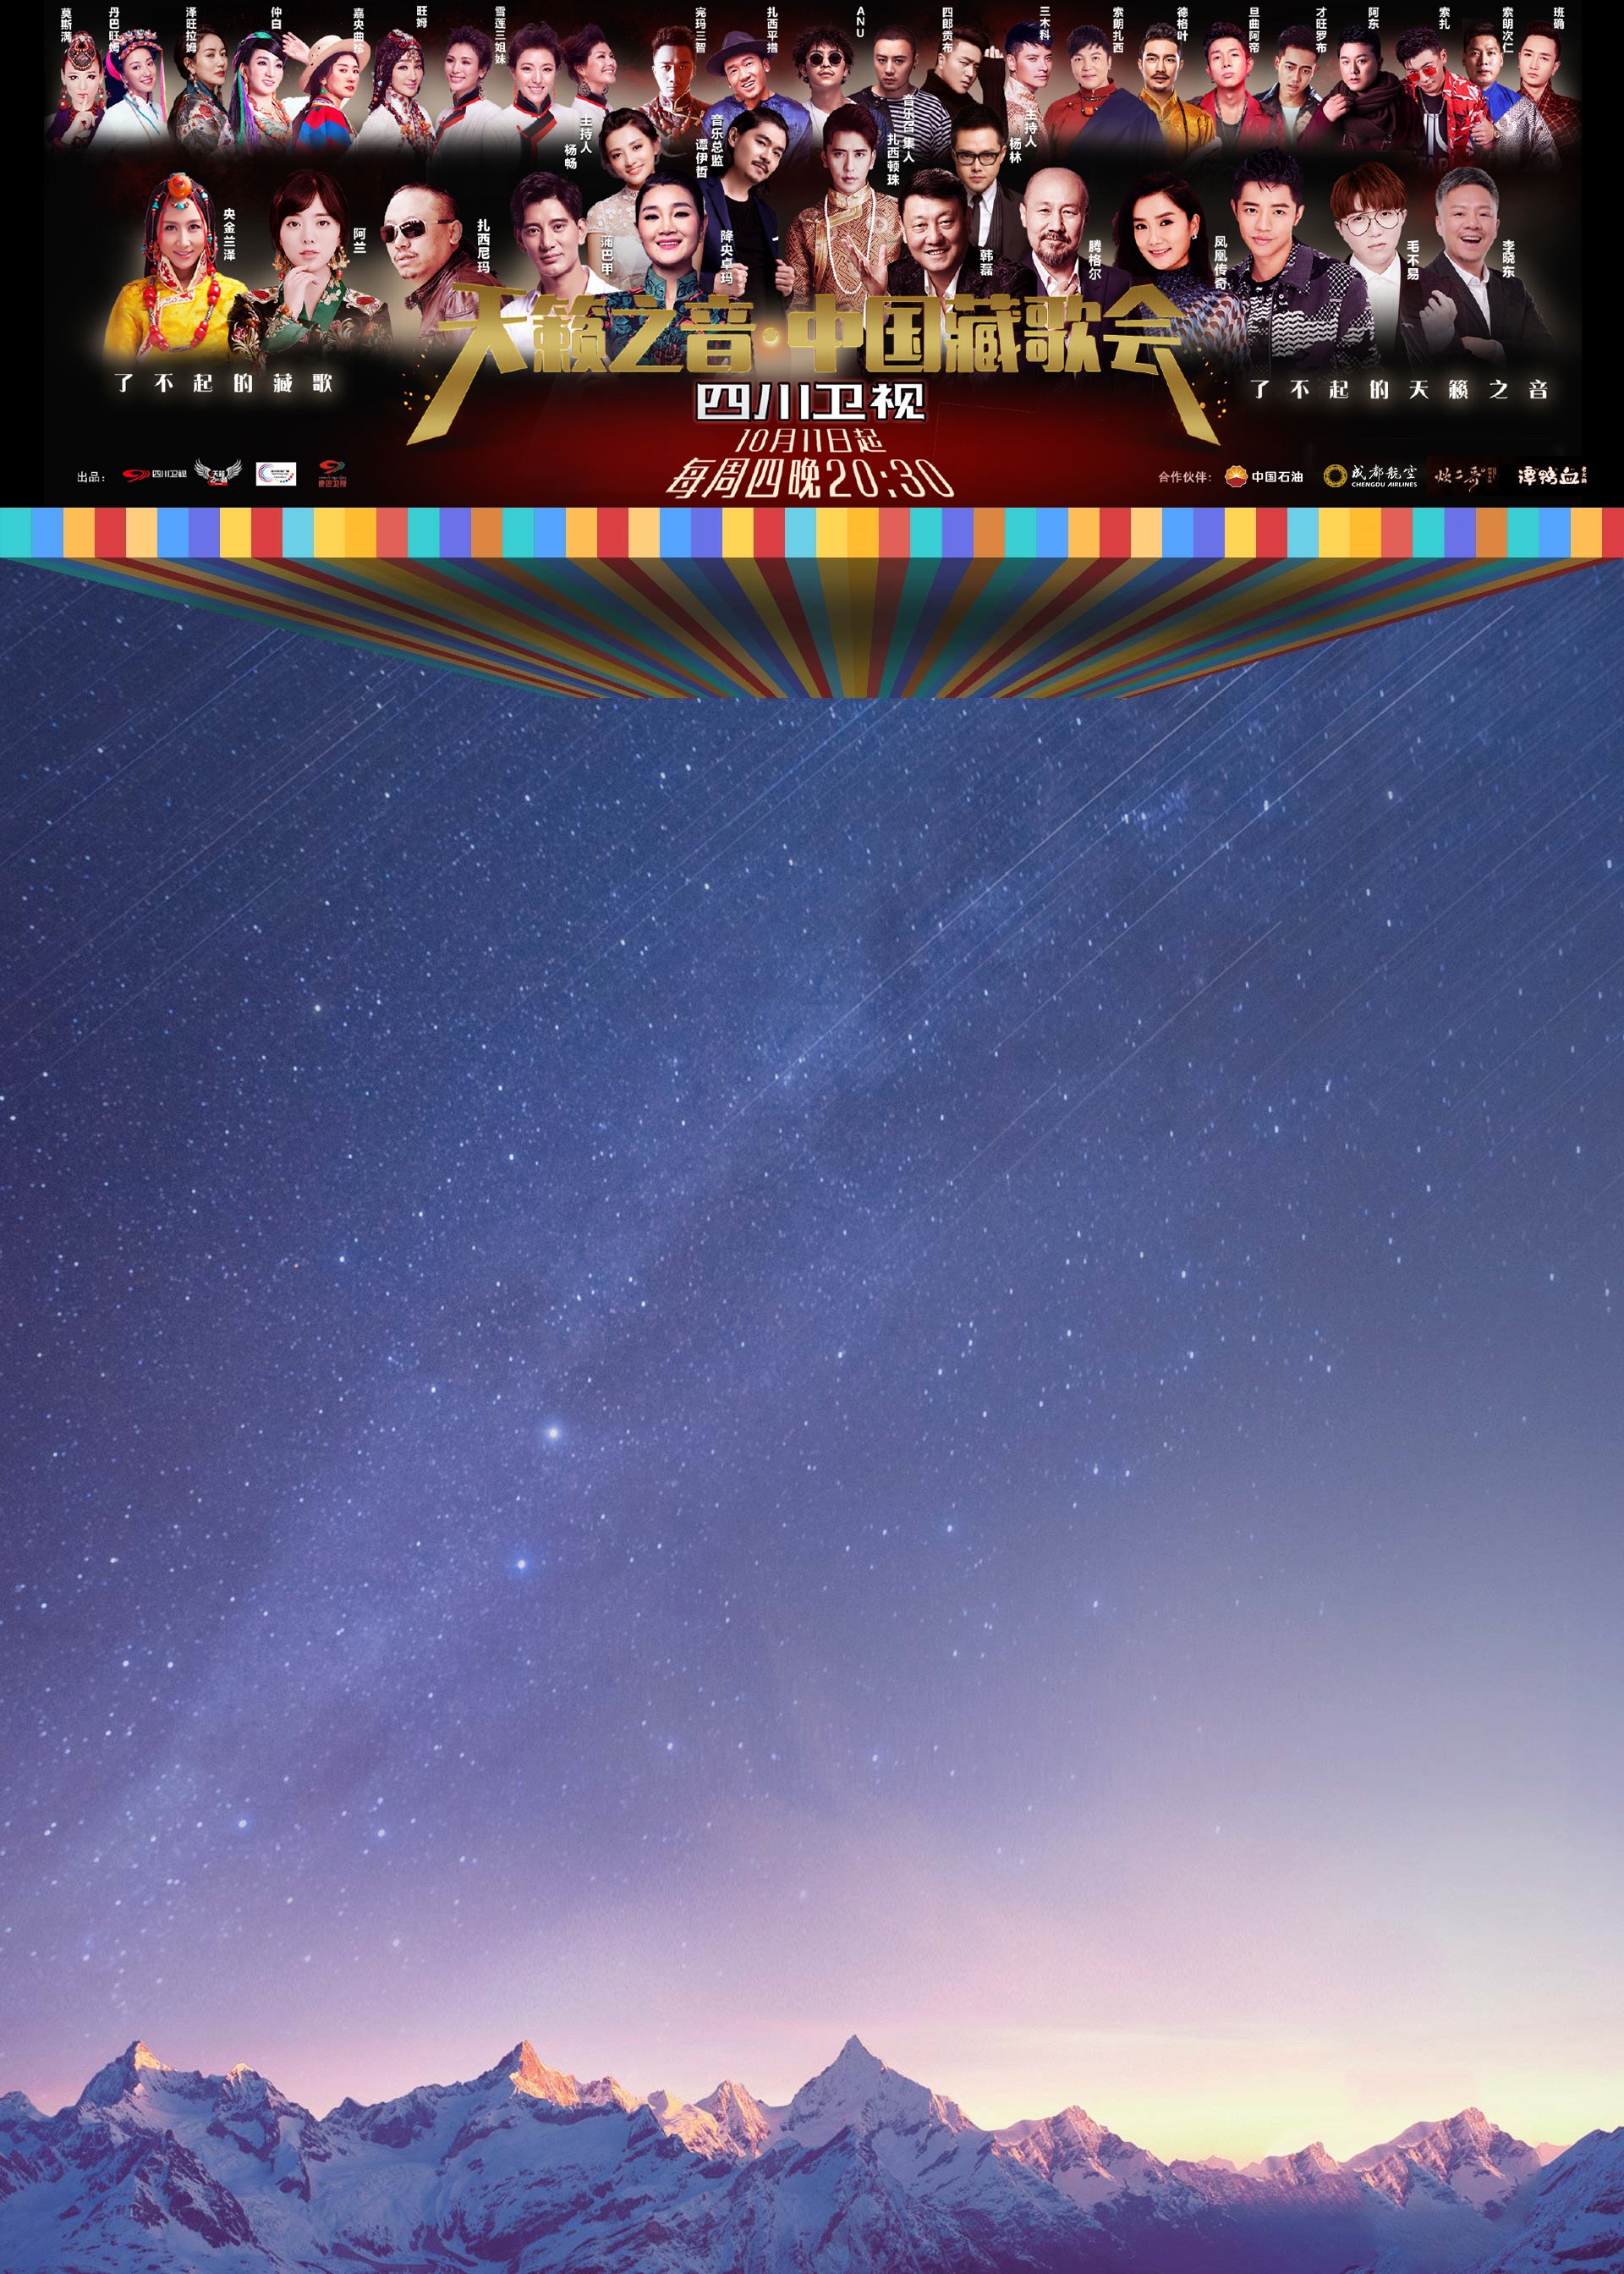 莫斯满
丹巴旺姆
泽旺拉姆
仲白
嘉央曲珍
旺姆
雪莲三姐妹
完玛三智
扎西平措
ANU
四郎贡布
三木科
索朗扎西
德格叶
旦曲阿帝
才旺罗布
阿东
索扎
索朗次仁
班确
主持人
杨畅
音乐总监
谭伊哲
音乐召集人
扎西顿珠
主持人
杨林
央金兰泽
阿兰
扎西尼玛
蒲巴甲
降央卓玛
韩磊
腾格尔
凤凰传奇
毛不易
李晓东
天籁之音·中国藏歌会
了不起的藏歌
四川卫视
了不起的天籁之音
10月11日起
每周四晚20:30
出品：
四川卫视
合作伙伴：
中国石油
成都航空
CHENGDU AIRLINES
谭鸭血